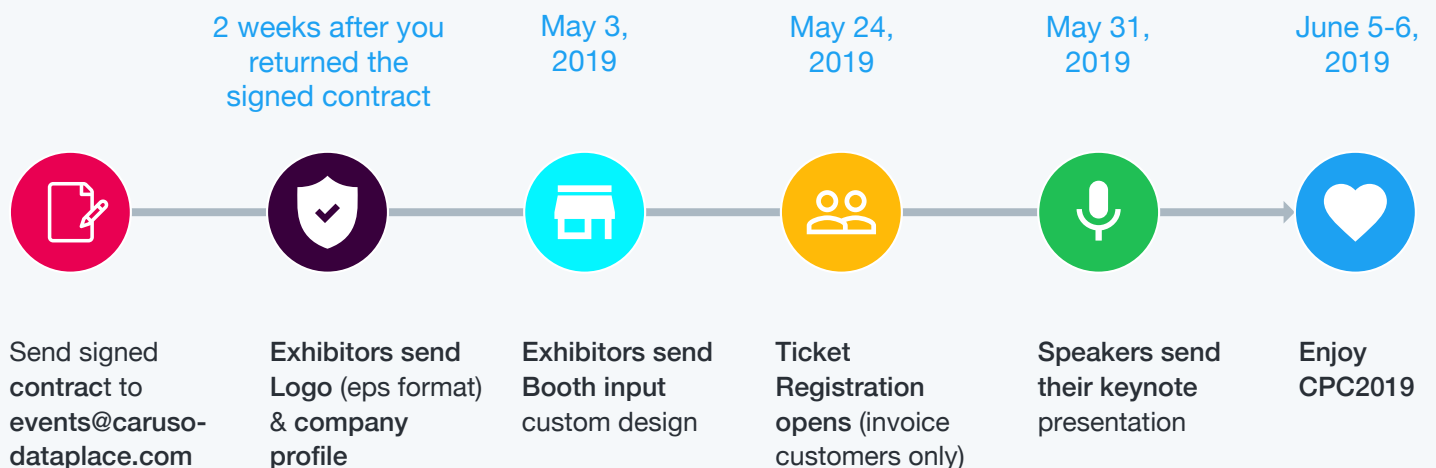 2 weeks after you
returned the
signed contract
May 3,
2019
May 24,
2019
May 31,
2019
June 5-6,
2019
Send signed
contract to
events@caruso-
dataplace.com
Exhibitors send
Logo (eps format)
& company
profile
Exhibitors send
Booth input
custom design
Ticket
Registration
opens (invoice
customers only)
Speakers send
their keynote
presentation
Enjoy
CPC2019